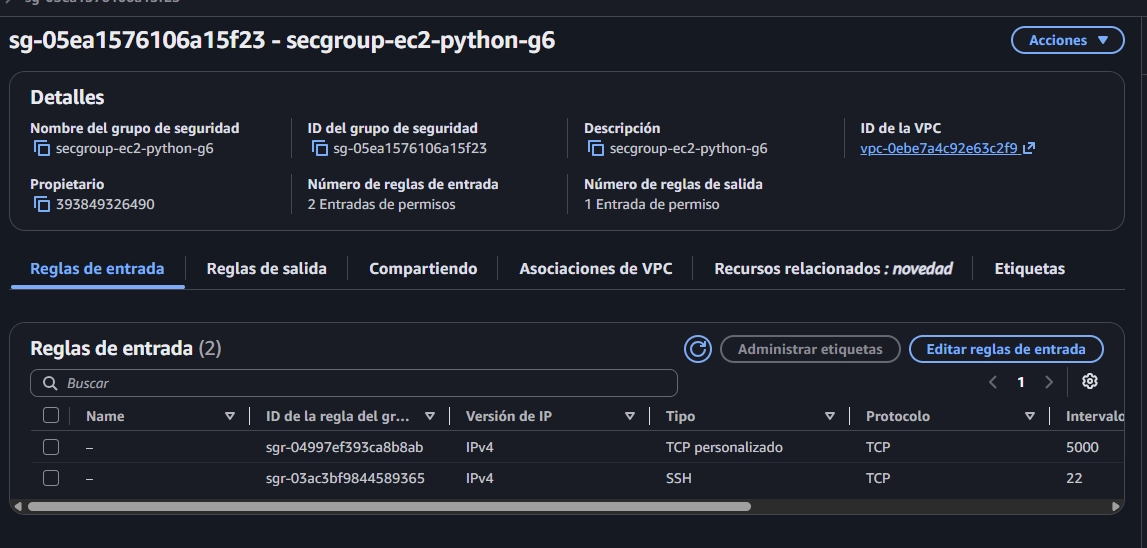 sg-05ea1576106a15f23 - secgroup-ec2-python-g6
Acciones
Detalles
Nombre del grupo de seguridad
secgroup-ec2-python-g6
ID del grupo de seguridad
sg-05ea1576106a15f23
Descripción
secgroup-ec2-python-g6
ID de la VPC
vpc-0ebe7a4c92e63c2f9
Propietario
393849326490
Número de reglas de entrada
2 Entradas de permisos
Número de reglas de salida
1 Entrada de permiso
Reglas de entrada
Reglas de salida
Compartiendo
Asociaciones de VPC
Recursos relacionados : novedad
Etiquetas
Reglas de entrada (2)
Administrar etiquetas
Editar reglas de entrada
Buscar
1
Name ID de la regla del gr... Versión de IP Tipo Protocolo Intervalo
– sgr-04997ef393ca8b8ab IPv4 TCP personalizado TCP 5000
– sgr-03ac3bf9844589365 IPv4 SSH TCP 22